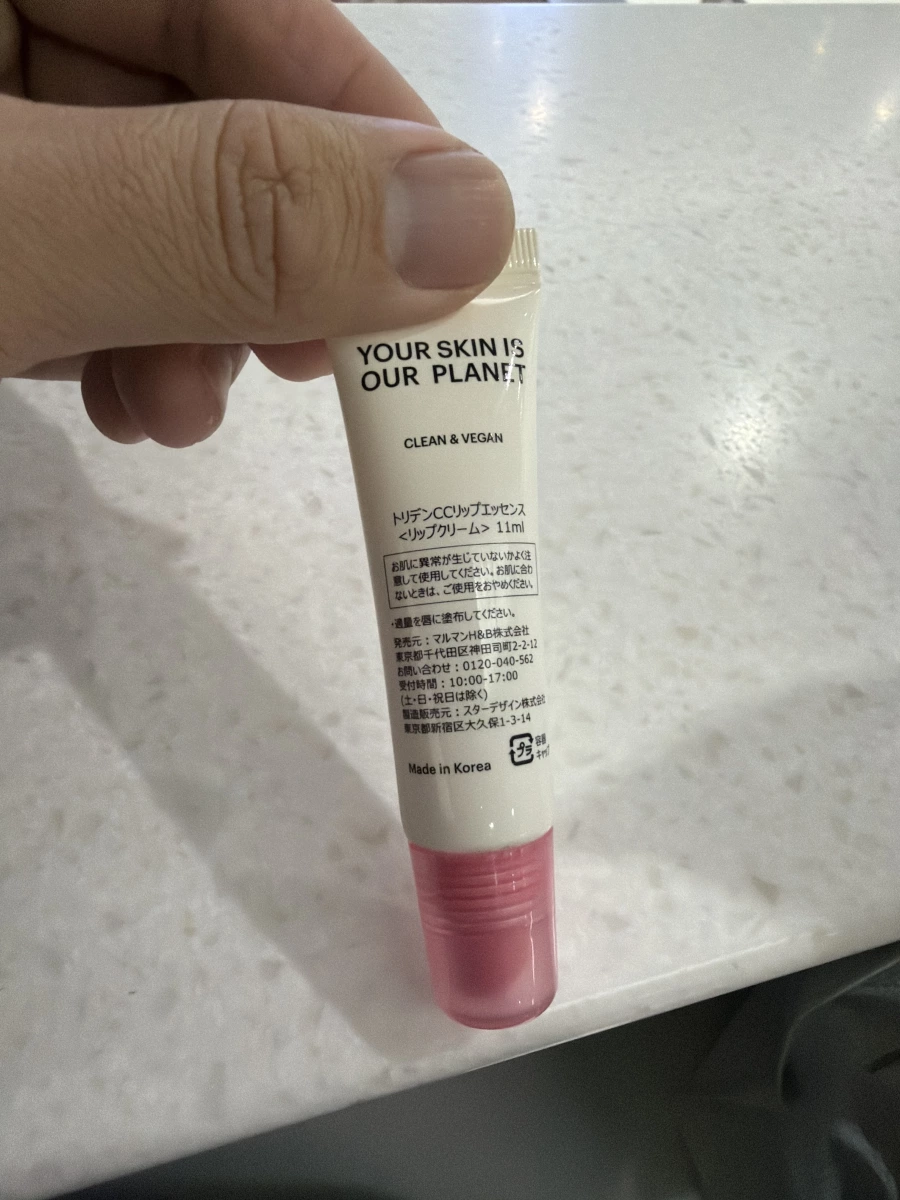 YOUR SKIN IS
OUR PLANET
CLEAN & VEGAN
トリデンCCリップエッセンス
<リップクリーム> 11ml
お肌に異常が生じていないかよく注
意して使用してください。お肌に合わ
ないときは、ご使用をおやめください。
・適量を唇に塗布してください。
発売元：マルマンH&B株式会社
東京都千代田区神田司町2-2-12
お問い合わせ：0120-040-562
受付時間：10:00-17:00
(土・日・祝日は除く)
製造販売元：スターデザイン株式会社
東京都新宿区大久保1-3-14
Made in Korea
プラ
容器
キャップ